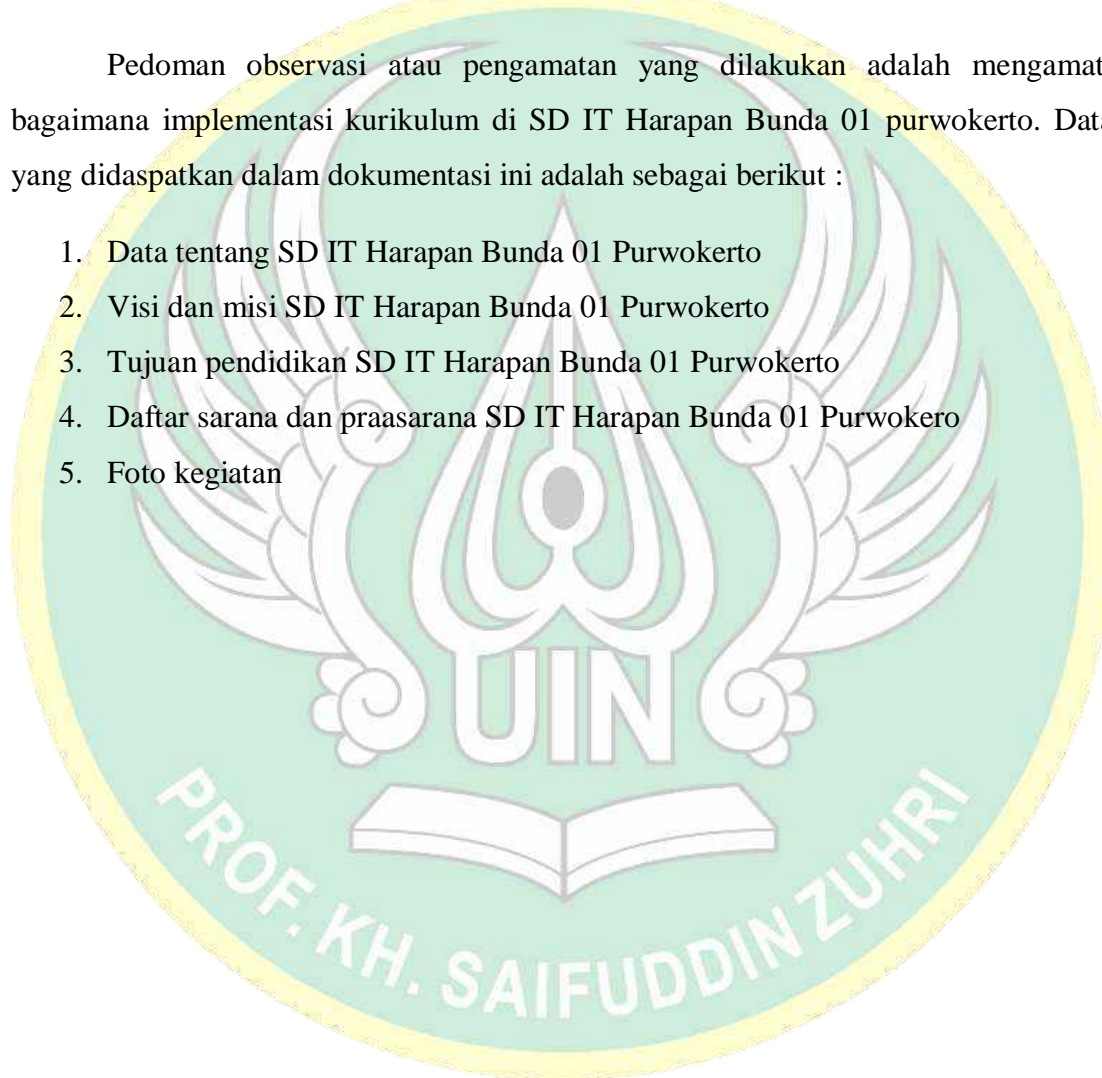 Pedoman observasi atau pengamatan yang dilakukan adalah mengamat
bagaimana implementasi kurikulum di SD IT Harapan Bunda 01 purwokerto. Data
yang didaspatkan dalam dokumentasi ini adalah sebagai berikut :
1. Data tentang SD IT Harapan Bunda 01 Purwokerto
2. Visi dan misi SD IT Harapan Bunda 01 Purwokerto
3. Tujuan pendidikan SD IT Harapan Bunda 01 Purwokerto
4. Daftar sarana dan praasarana SD IT Harapan Bunda 01 Purwokero
5. Foto kegiatan
UIN
PROF. KH. SAIFUDDIN ZUHRI